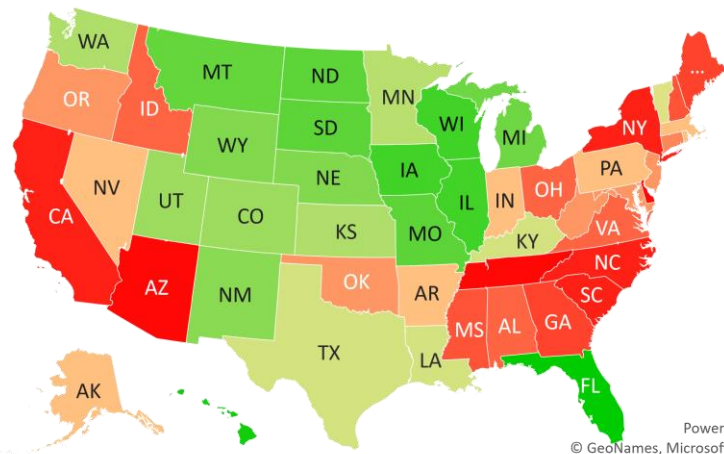 WA
MT
ND
MN
...
OR
ID
SD
WI
MI
NY
WY
IA
PA
NE
NV
IL
IN
OH
UT
CO
CA
KS
MO
VA
KY
NC
AZ
NM
OK
AR
SC
MS
AL
GA
TX
LA
AK
FL
Power
© GeoNames, Microsof